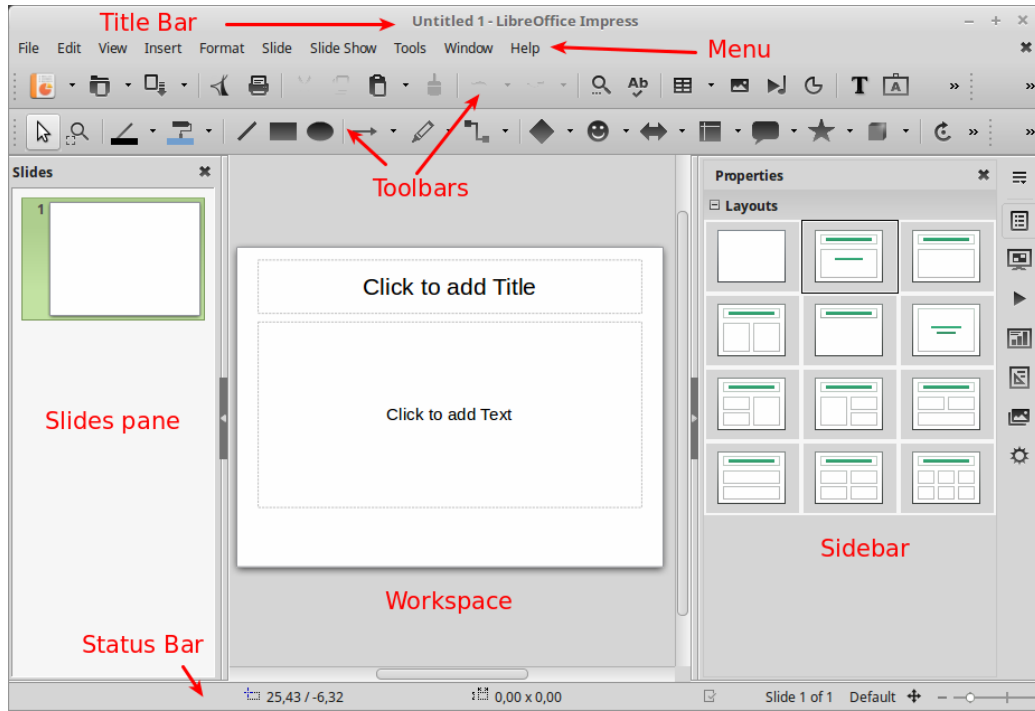 Title Bar
Untitled 1 - LibreOffice Impress
File Edit View Insert Format Slide Slide Show Tools Window Help
Menu
Ab T A » »
» »
Toolbars
Slides
Properties
1
Layouts
Click to add Title
Click to add Text
Slides pane
Sidebar
Workspace
Status Bar
25,43 / -6,32 0,00 x 0,00 Slide 1 of 1 Default